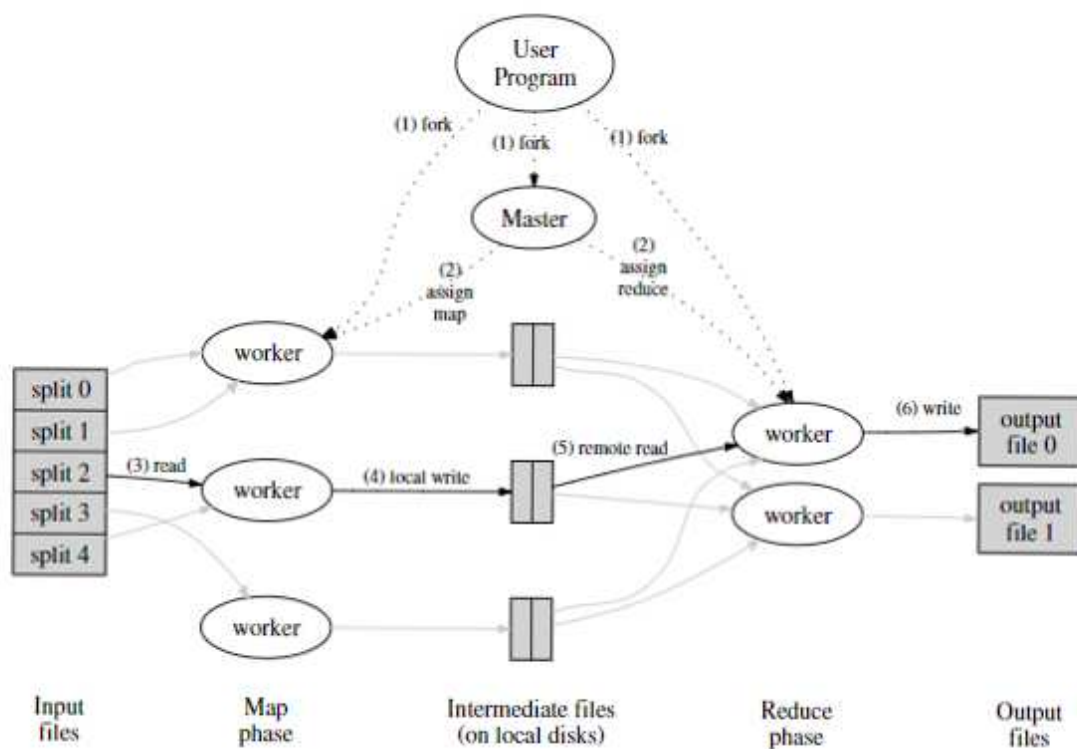 User
Program
(1) fork
(1) fork
(1) fork
Master
(2)
assign
map
(2)
assign
reduce
worker
split 0
split 1
split 2
split 3
split 4
(3) read
worker
(4) local write
(5) remote read
worker
(6) write
output
file 0
worker
output
file 1
worker
Input
files
Map
phase
Intermediate files
(on local disks)
Reduce
phase
Output
files